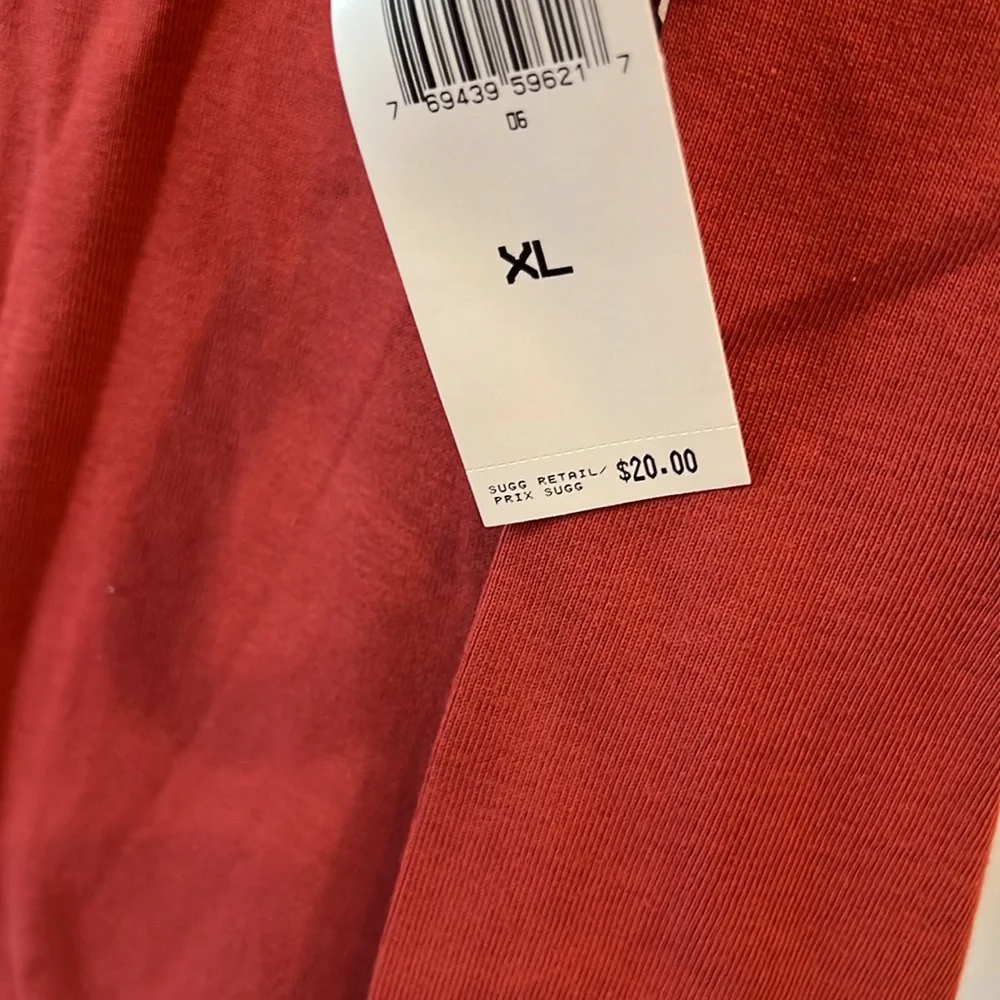 7 69439 59621 7
06
XL
SUGG RETAIL/ $20.00
PRIX SUGG